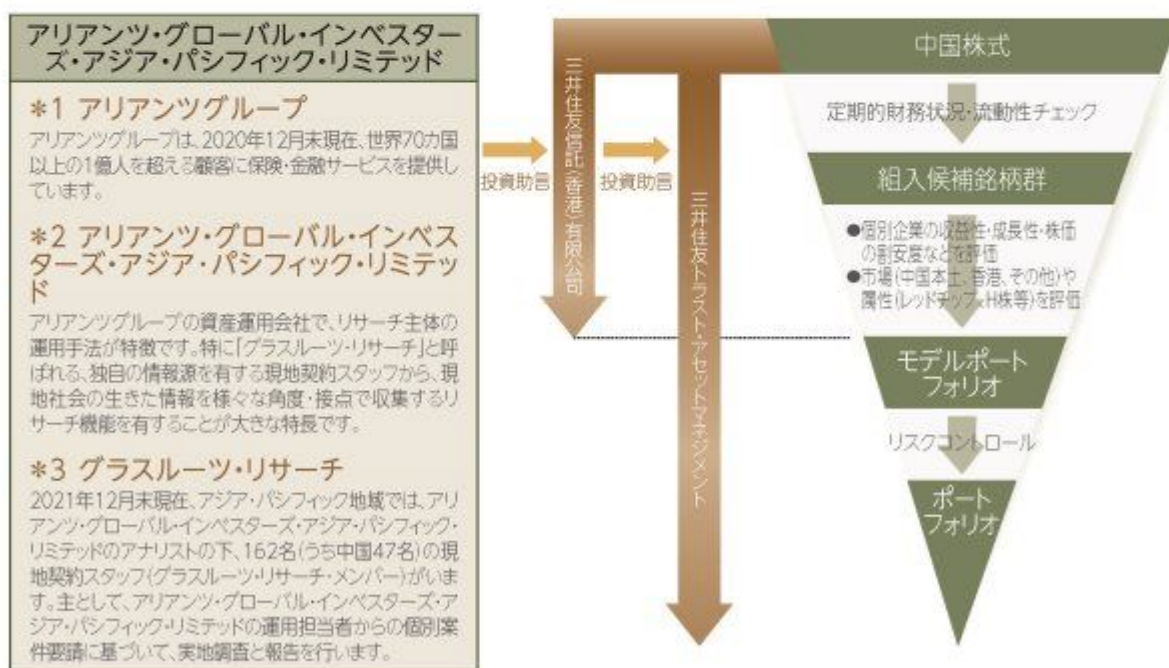 アリアンツ・グローバル・インベスター
ズ・アジア・パシフィック・リミテッド
*1 アリアンツグループ
アリアンツグループは、2020年12月末現在、世界70カ国
以上の1億人を超える顧客に保険・金融サービスを提供し
ています。
*2 アリアンツ・グローバル・インベス
ターズ・アジア・パシフィック・リミテッ
ド
アリアンツグループの資産運用会社で、リサーチ主体の
運用手法が特徴です。特に「グラスルーツ・リサーチ」と呼
ばれる、独自の情報源を有する現地契約スタッフから、現
地社会の生きた情報を様々な角度・接点で収集するリ
サーチ機能を有することが大きな特長です。
*3 グラスルーツ・リサーチ
2021年12月末現在、アジア・パシフィック地域では、アリ
アンツ・グローバル・インベスターズ・アジア・パシフィック・
リミテッドのアナリストの下、162名(うち中国47名)の現
地契約スタッフ(グラスルーツ・リサーチ・メンバー)がいま
す。主として、アリアンツ・グローバル・インベスターズ・ア
ジア・パシフィック・リミテッドの運用担当者からの個別案
件要請に基づいて、実地調査と報告を行います。
投資助言
三井住友信託(香港)有限公司
投資助言
三井住友トラスト・アセットマネジメント
中国株式
定期的財務状況・流動性チェック
組入候補銘柄群
●個別企業の収益性・成長性・株価
の割安度などを評価
●市場(中国本土、香港、その他)や
属性(レッドチップ、H株等)を評価
モデルポート
フォリオ
リスクコントロール
ポート
フォリオ